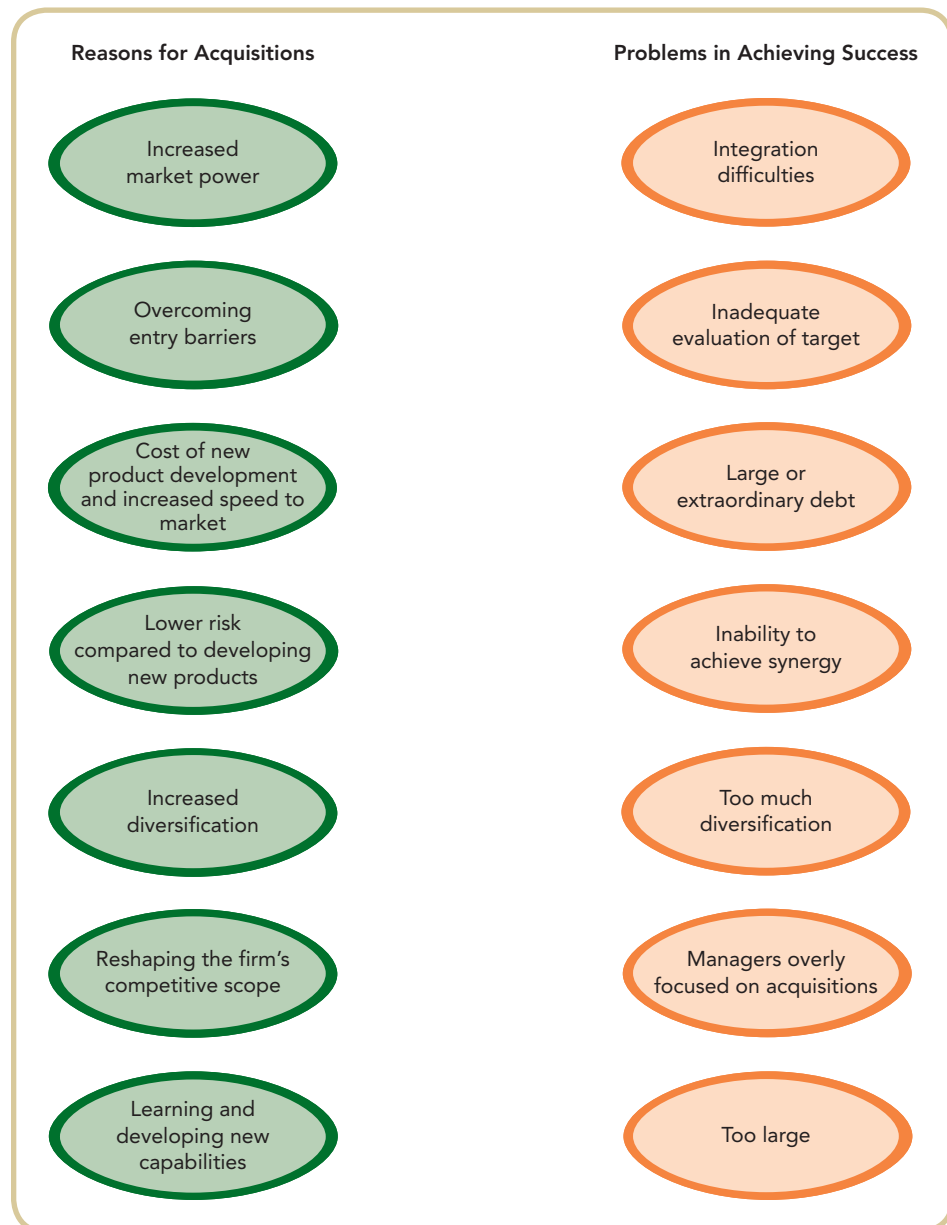 Reasons for Acquisitions
Increased
market power
Overcoming
entry barriers
Cost of new
product development
and increased speed to
market
Lower risk
compared to developing
new products
Increased
diversification
Reshaping the firm’s
competitive scope
Learning and
developing new
capabilities
Problems in Achieving Success
Integration
difficulties
Inadequate
evaluation of target
Large or
extraordinary debt
Inability to
achieve synergy
Too much
diversification
Managers overly
focused on acquisitions
Too large